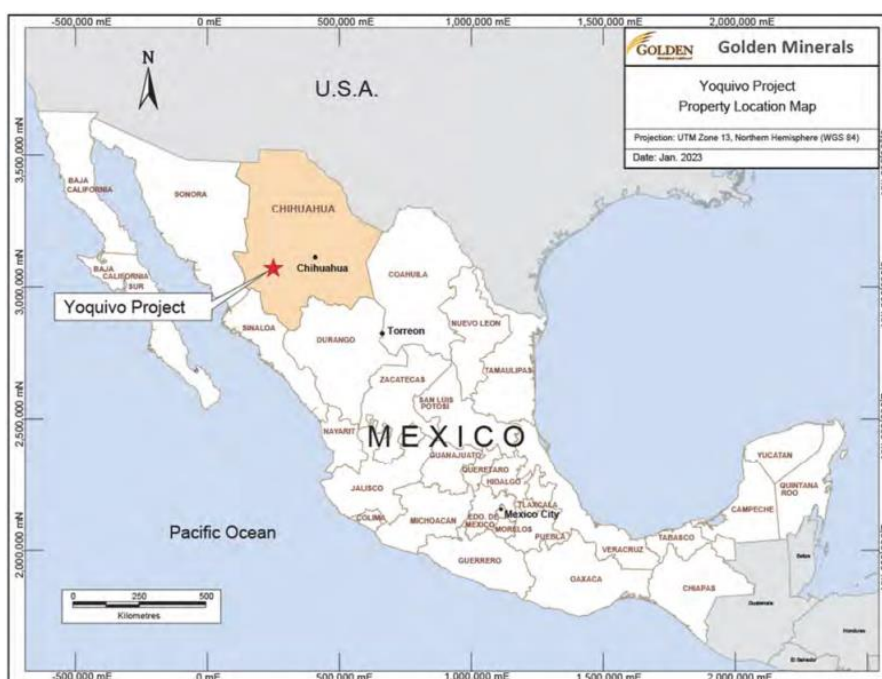 -500,000 mE
0 mE
500,000 mE
1,000,000 mE
1,500,000 mE
2,000,000 mE
GOLDEN
Golden Minerals
Yoquivo Project
Property Location Map
Projection: UTM Zone 13, Northern Hemisphere (WGS 84)
Date: Jan. 2023
N
U.S.A.
3,500,000 mN
3,000,000 mN
2,500,000 mN
2,000,000 mN
BAJA
CALIFORNIA
SONORA
CHIHUAHUA
Chihuahua
COAHUILA
BAJA
CALIFORNIA
SUR
Yoquivo Project
SINALOA
DURANGO
Torreon
NUEVO LEON
TAMAULIPAS
ZACATECAS
SAN LUIS
POTOSI
NAYARIT
MEXICO
GUANAJUATO
QUERETARO
HIDALGO
JALISCO
TLAXCALA
Mexico City
COLIMA
MICHOACAN
EDO. DE
MEXICO
MORELOS
PUEBLA
YUCATAN
QUINTANA
ROO
CAMPECHE
TABASCO
VERACRUZ
GUERRERO
OAXACA
CHIAPAS
Pacific Ocean
Belize
Guatemala
Honduras
El Salvador
0 250 500
Kilometres
-500,000 mE
0 mE
500,000 mE
1,000,000 mE
1,500,000 mE
2,000,000 mE